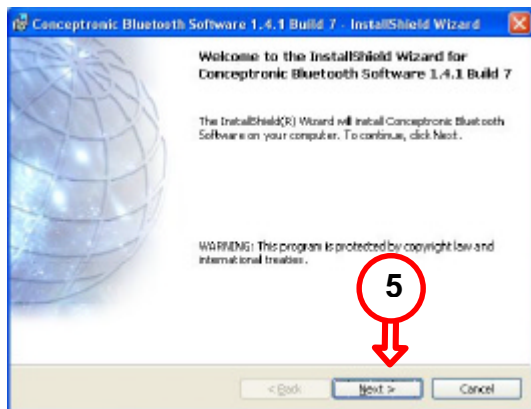 Conceptronic Bluetooth Software 1.4.1 Build 7 - InstallShield Wizard
Welcome to the InstallShield Wizard for
Conceptronic Bluetooth Software 1.4.1 Build 7
The InstallShield(R) Wizard will install Conceptronic Bluetooth
Software on your computer. To continue, click Next.
WARNING: This program is protected by copyright law and
international treaties.
5
< Back
Next >
Cancel